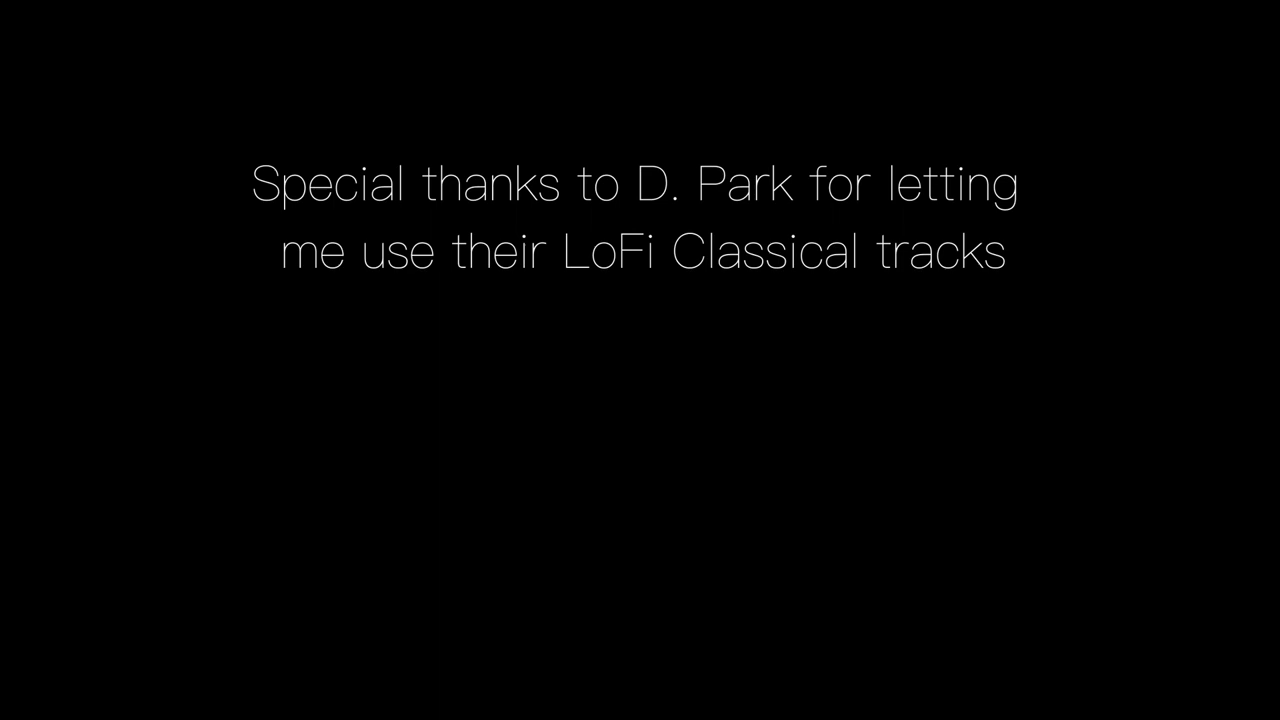 Special thanks to D. Park for letting
me use their LoFi Classical tracks